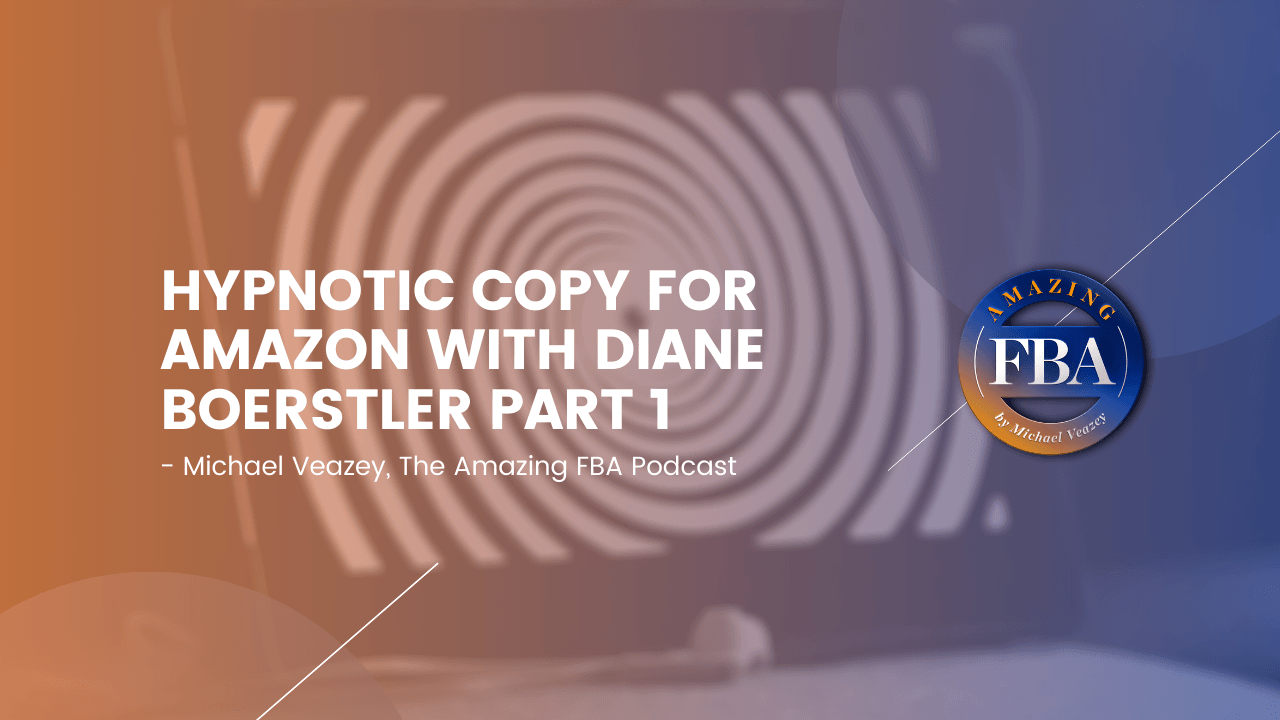 HYPNOTIC COPY FOR
AMAZON WITH DIANE
BOERSTLER PART 1
- Michael Veazey, The Amazing FBA Podcast
AMAZING
FBA
by Michael Veazey